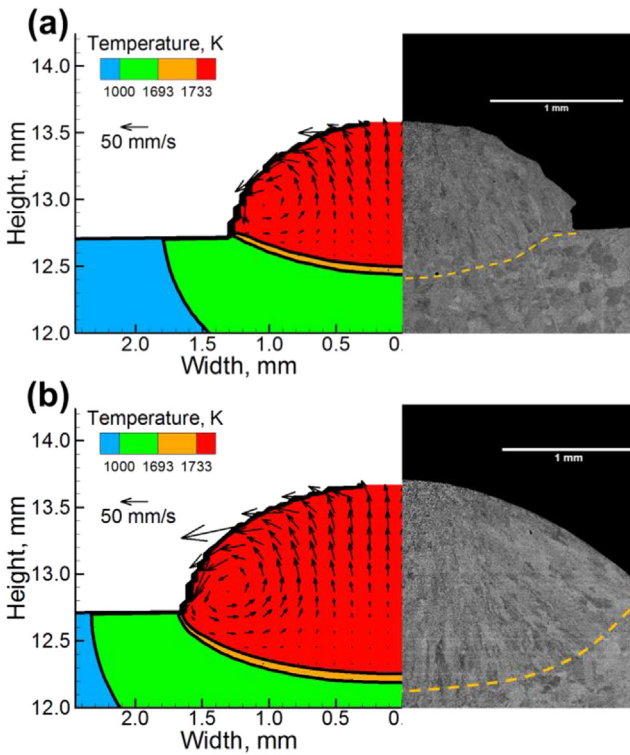 (a)
Temperature, K
1000 1693 1733
50 mm/s
1 mm
14.0
13.5
13.0
12.5
12.0
Height, mm
2.0 1.5 1.0 0.5 0.
Width, mm
(b)
Temperature, K
1000 1693 1733
50 mm/s
1 mm
14.0
13.5
13.0
12.5
12.0
Height, mm
2.0 1.5 1.0 0.5 0.
Width, mm